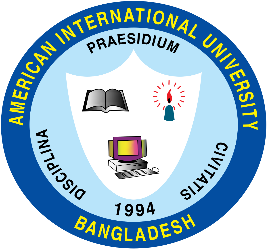 AMERICAN INTERNATIONAL UNIVERSITY
PRAESIDIUM
DISCIPLINA
CIVITATIS
1994
BANGLADESH